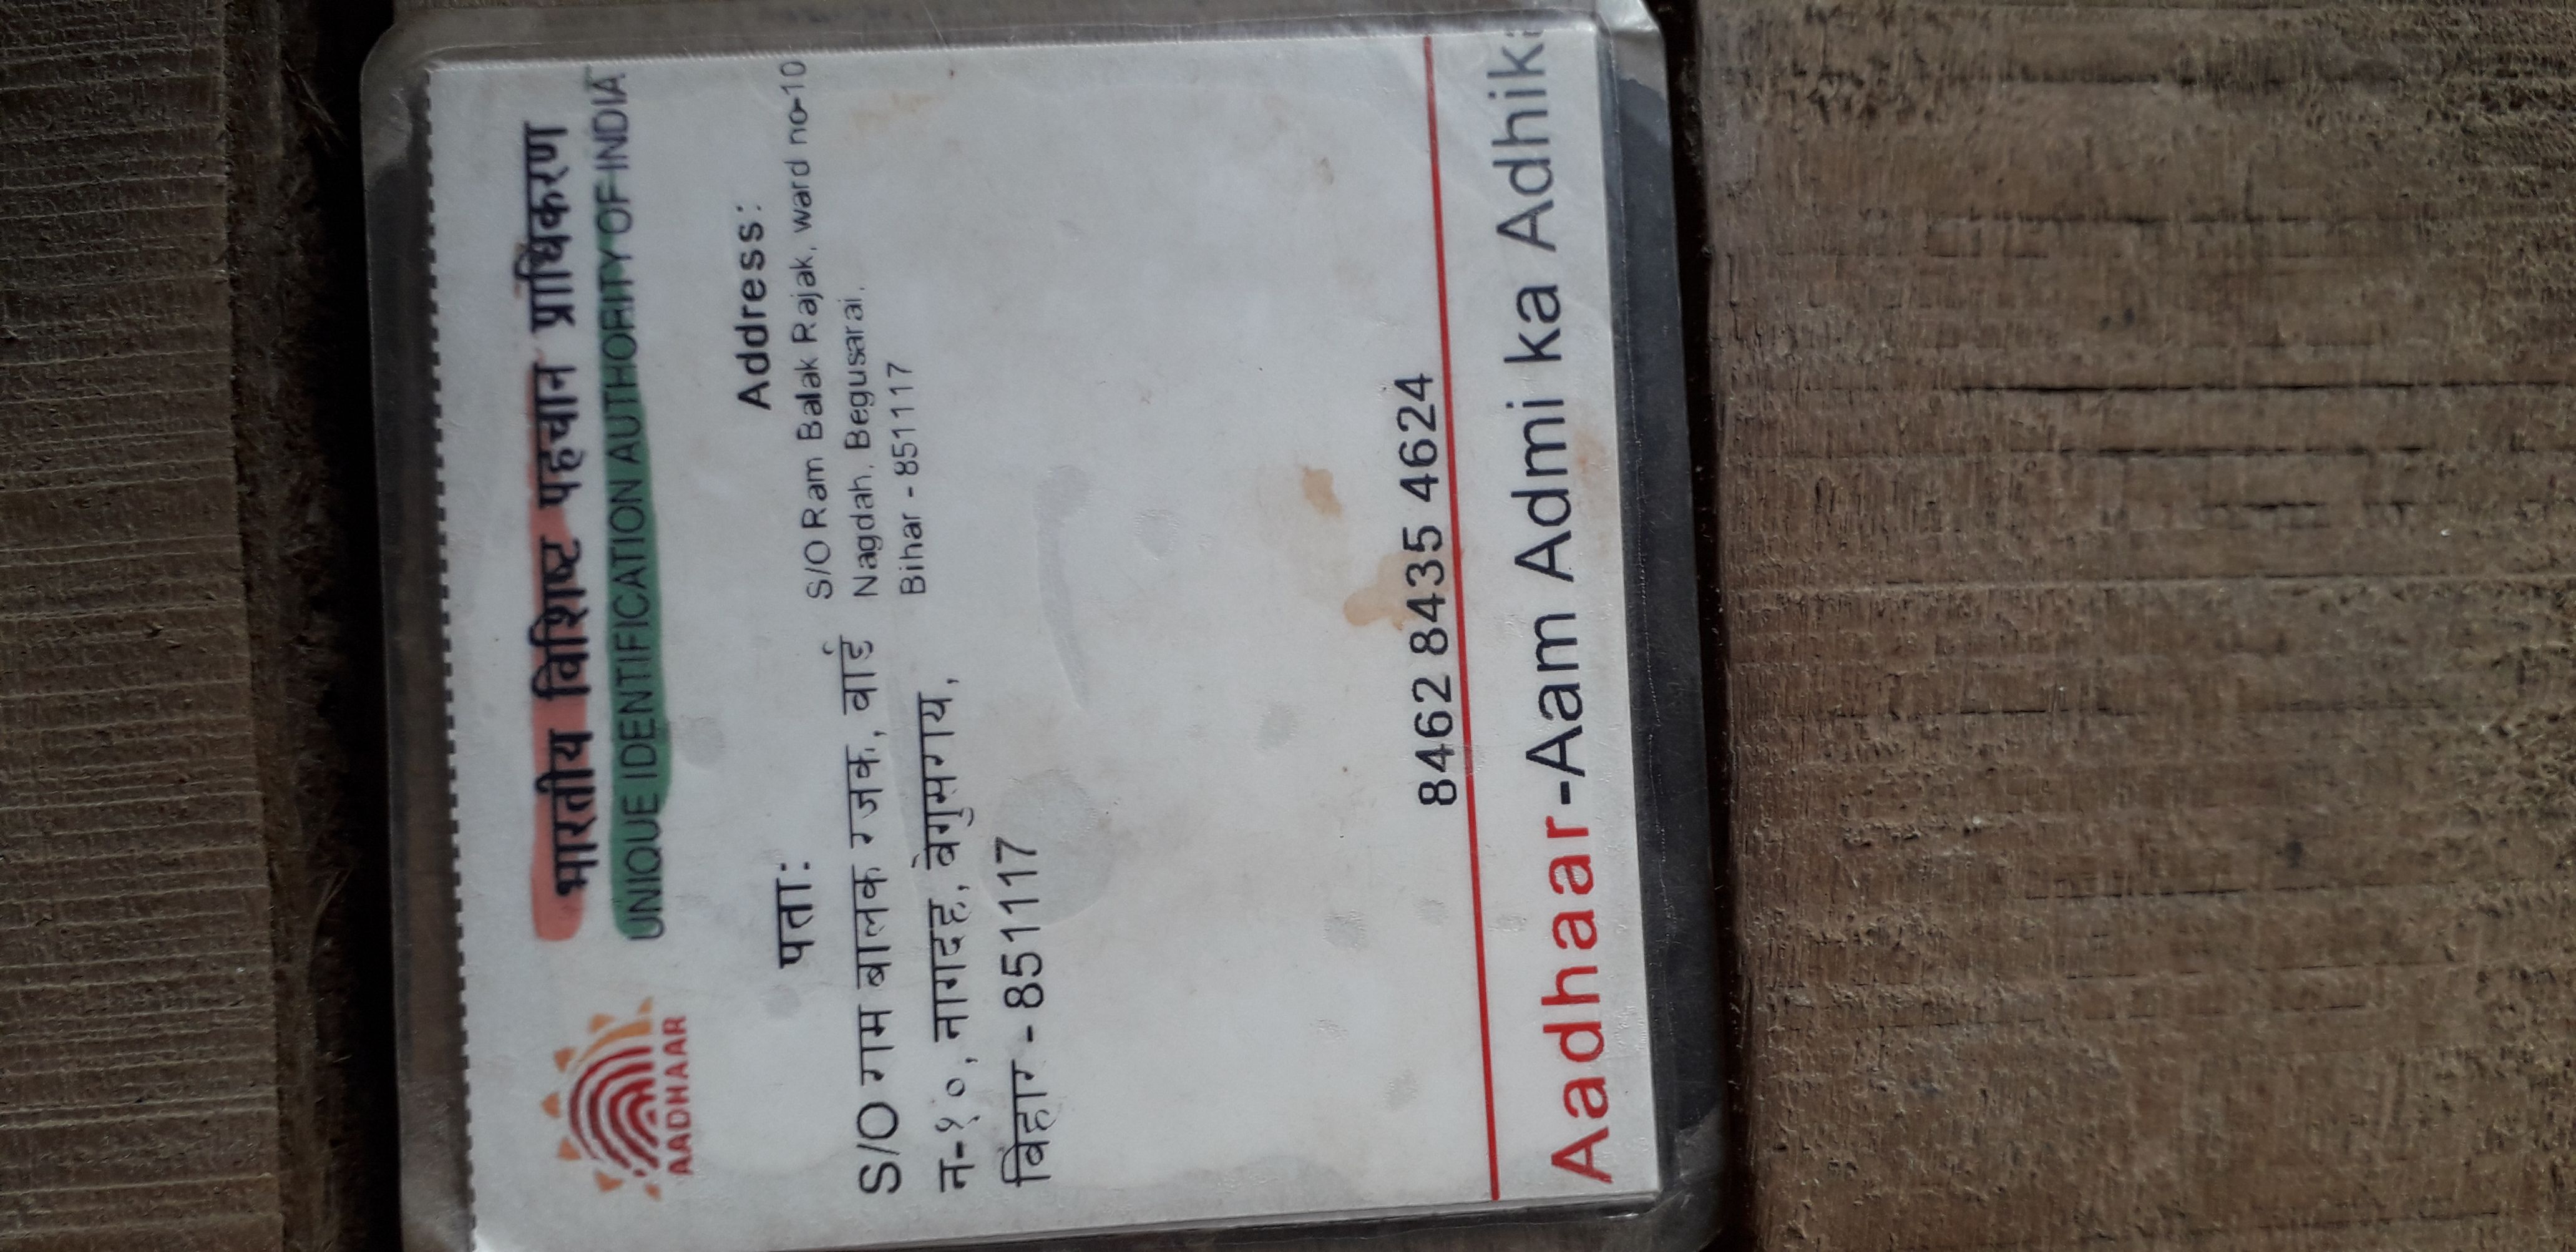 भारतीय विशिष्ट पहचान प्राधिकरण
UNIQUE IDENTIFICATION AUTHORITY OF INDIA
AADHAAR
पता:
S/O राम बालक रजक, वार्ड
न-१०, नागदह, बेगुसराय,
बिहार - 851117
Address:
S/O Ram Balak Rajak, ward no-10
Nagdah, Begusarai,
Bihar - 851117
8462 8435 4624
Aadhaar-Aam Admi ka Adhika